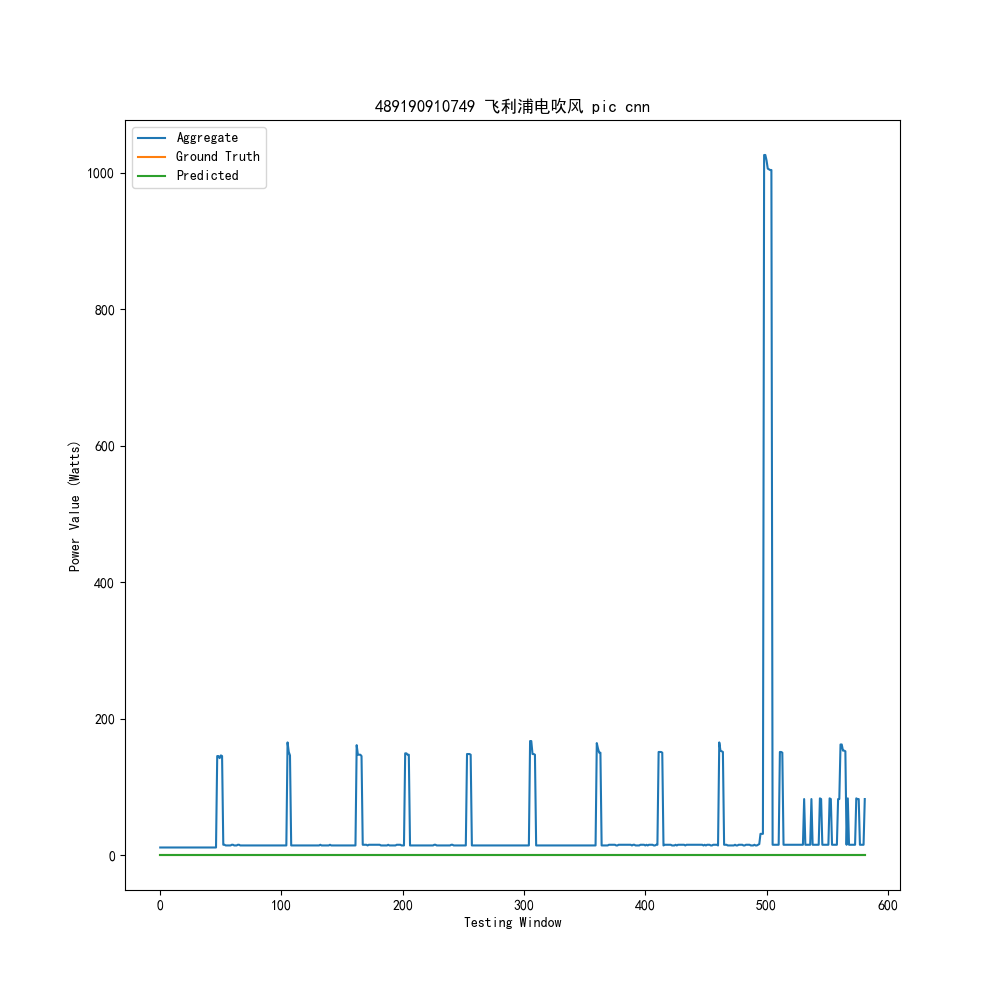 489190910749 飞利浦电吹风 pic cnn
Aggregate
Ground Truth
Predicted
1000
800
600
400
200
0
Power Value (Watts)
0 100 200 300 400 500 600
Testing Window